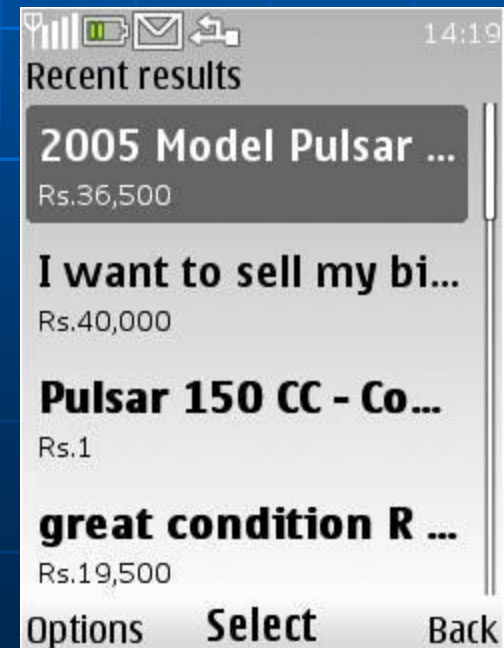 14:19
Recent results
2005 Model Pulsar ...
Rs.36,500
I want to sell my bi...
Rs.40,000
Pulsar 150 CC - Co...
Rs.1
great condition R ...
Rs.19,500
Options Select Back